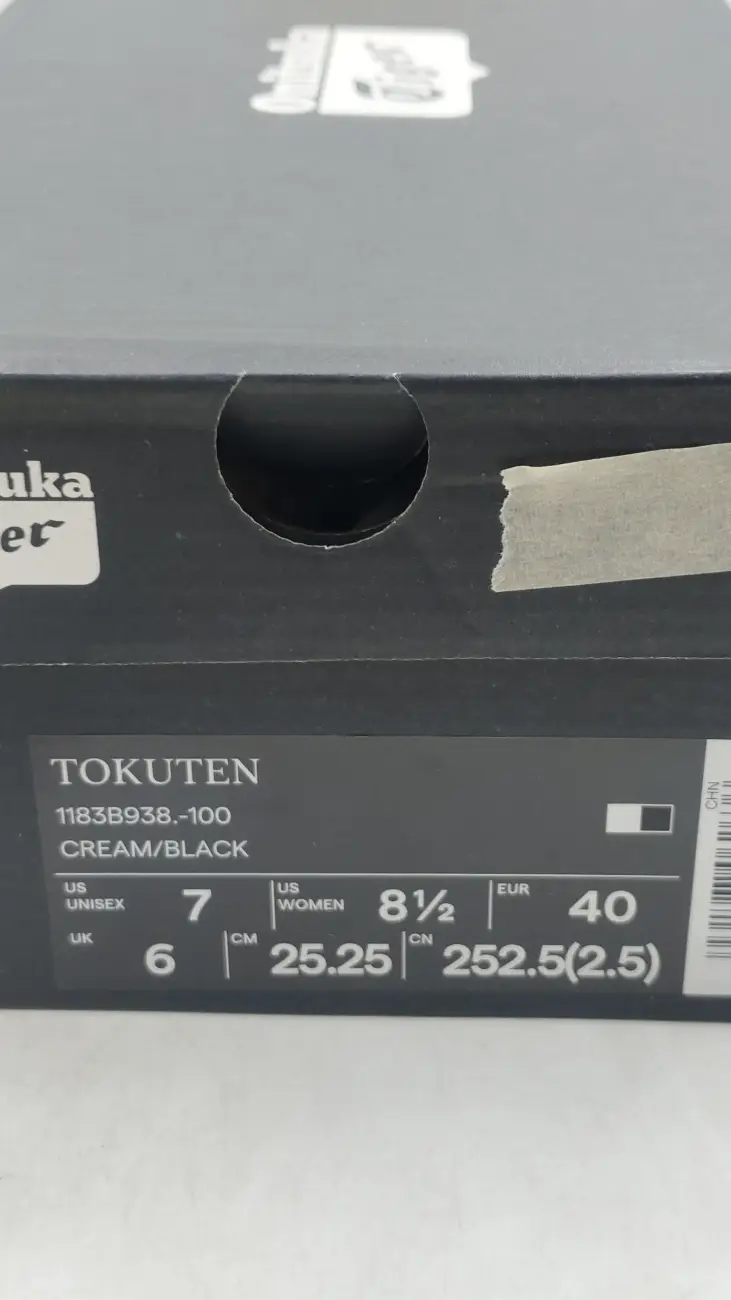 uka
er
TOKUTEN
1183B938.-100
CREAM/BLACK
US UNISEX 7 US WOMEN 8½ EUR 40
UK 6 CM 25.25 CN 252.5(2.5)
CHN